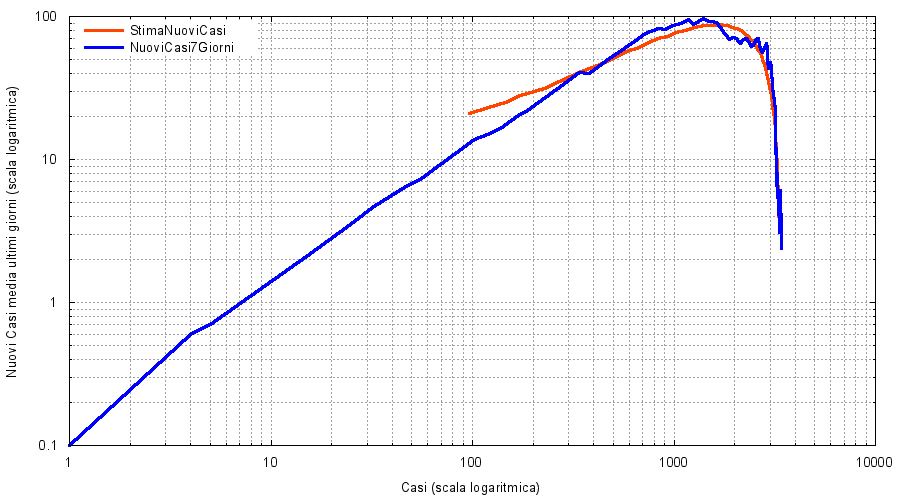 100
StimaNuoviCasi
NuoviCasi7Giorni
10
1
0.1
Nuovi Casi media ultimi giorni (scala logaritmica)
1 10 100 1000 10000
Casi (scala logaritmica)